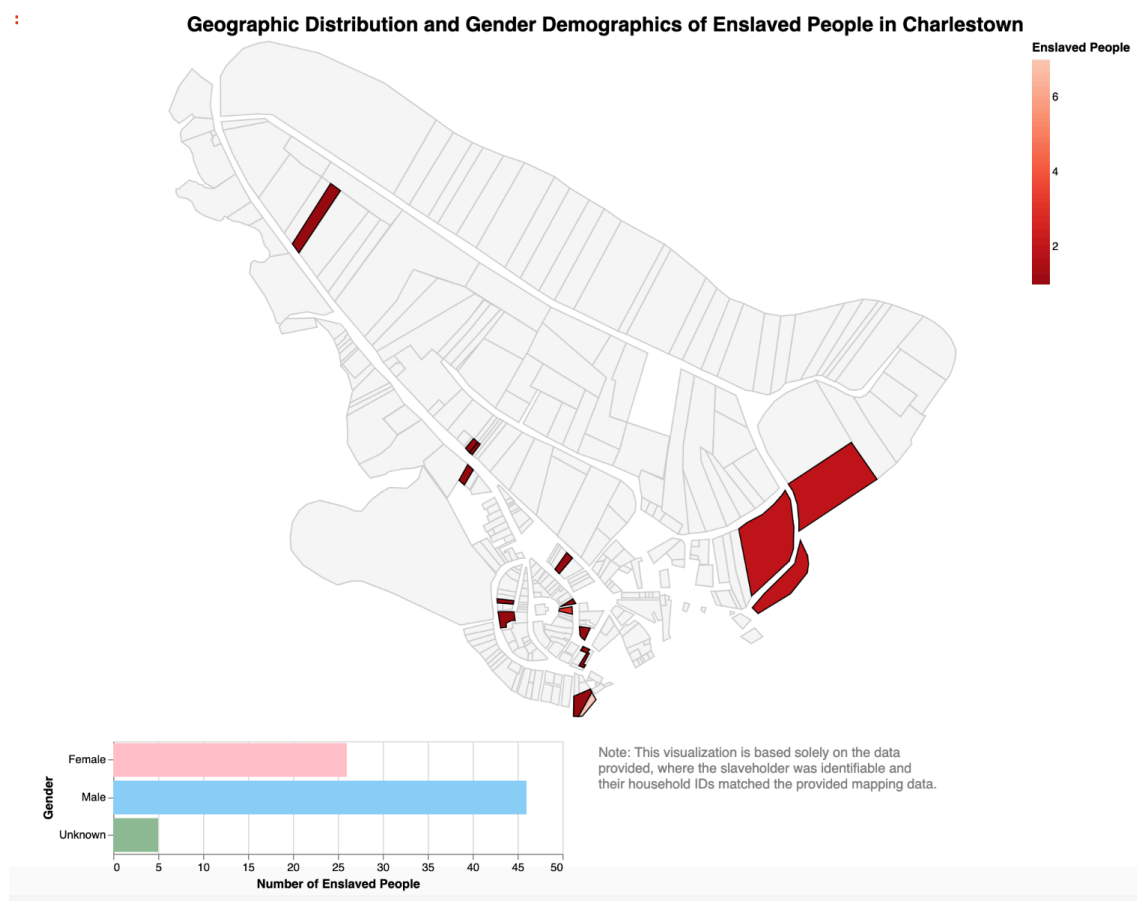 :
Geographic Distribution and Gender Demographics of Enslaved People in Charlestown
Enslaved People
6
4
2
Female
Male
Unknown
Gender
0 5 10 15 20 25 30 35 40 45 50
Number of Enslaved People
Note: This visualization is based solely on the data
provided, where the slaveholder was identifiable and
their household IDs matched the provided mapping data.